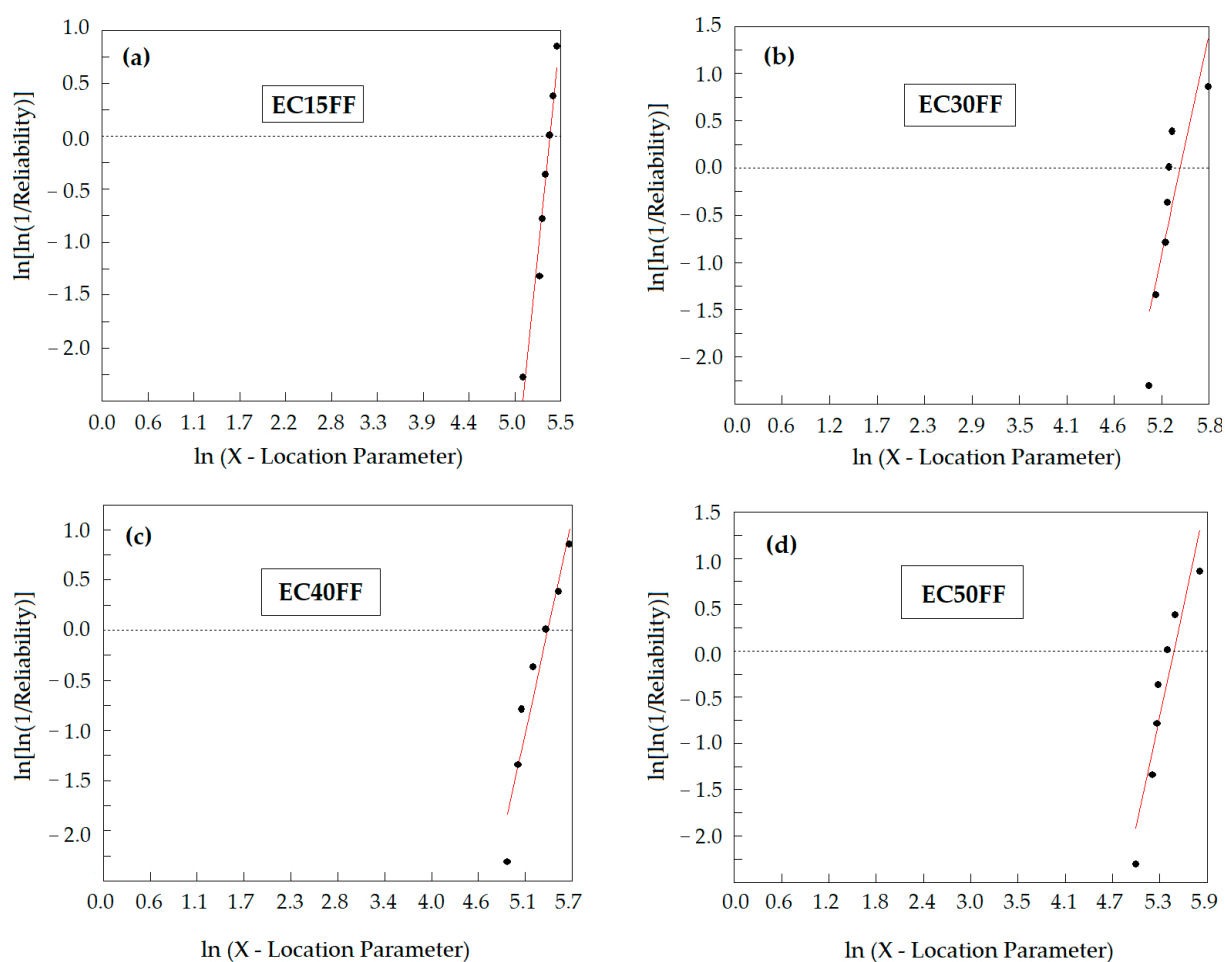 (a)
EC15FF
ln[ln(1/Reliability)]
1.0
0.5
0.0
− 0.5
− 1.0
− 1.5
− 2.0
0.0 0.6 1.1 1.7 2.2 2.8 3.3 3.9 4.4 5.0 5.5
ln (X - Location Parameter)
(b)
EC30FF
ln[ln(1/Reliability)]
1.5
1.0
0.5
0.0
− 0.5
− 1.0
− 1.5
− 2.0
0.0 0.6 1.2 1.7 2.3 2.9 3.5 4.1 4.6 5.2 5.8
ln (X - Location Parameter)
(c)
EC40FF
ln[ln(1/Reliability)]
1.0
0.5
0.0
− 0.5
− 1.0
− 1.5
− 2.0
0.0 0.6 1.1 1.7 2.3 2.9 3.4 4.0 4.6 5.1 5.7
ln (X - Location Parameter)
(d)
EC50FF
ln[ln(1/Reliability)]
1.5
1.0
0.5
0.0
− 0.5
− 1.0
− 1.5
− 2.0
0.0 0.6 1.2 1.8 2.4 3.0 3.6 4.1 4.7 5.3 5.9
ln (X - Location Parameter)